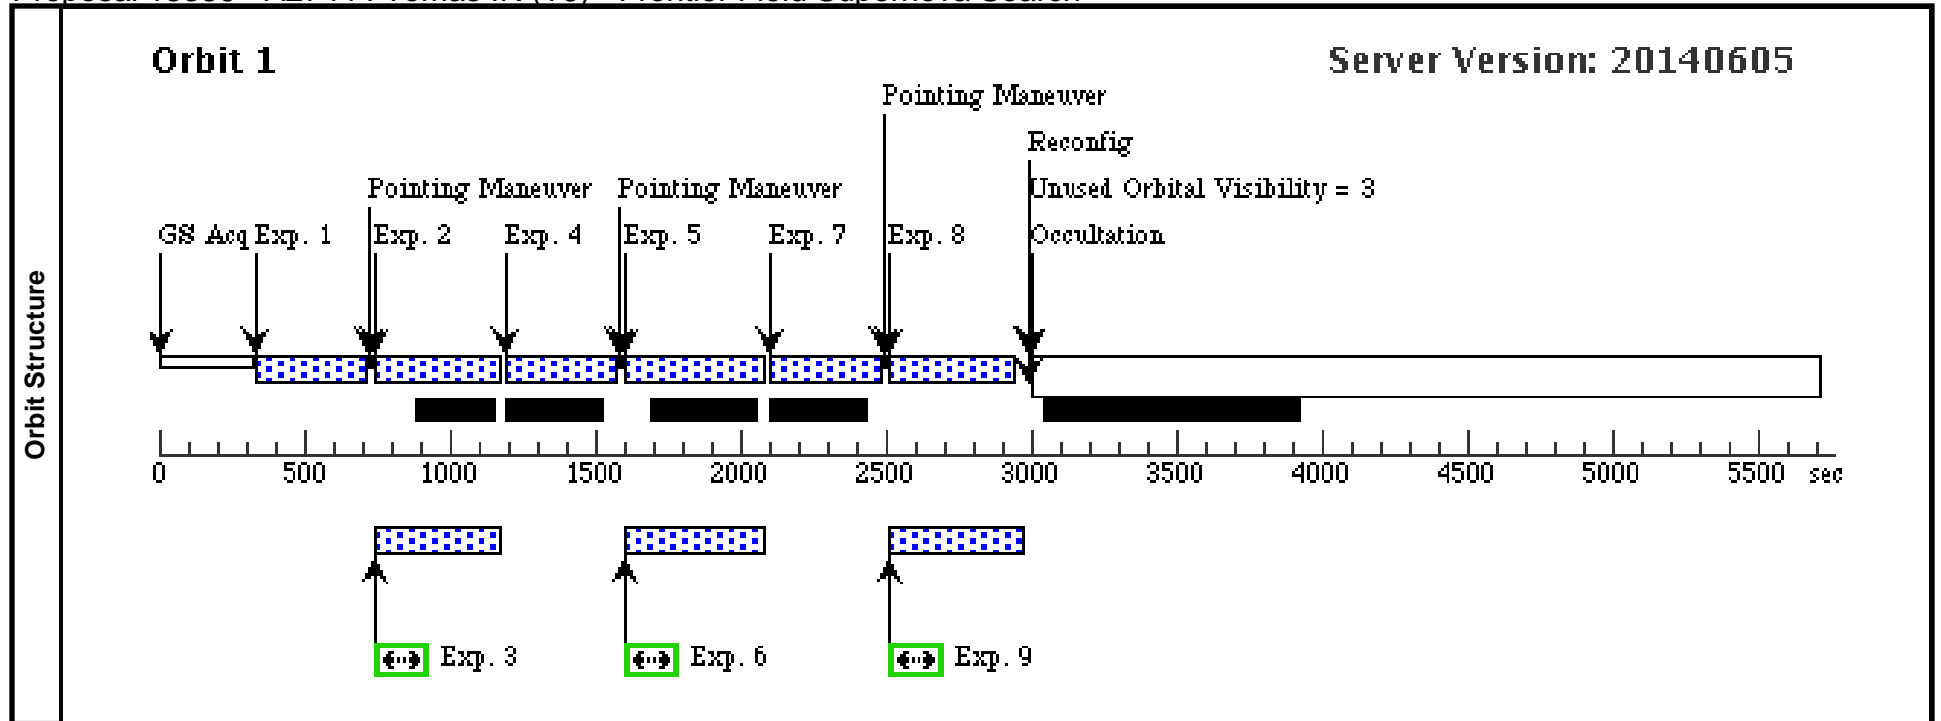 Orbit 1
Server Version: 20140605
Pointing Maneuver
Reconfig
Pointing Maneuver Pointing Maneuver Unused Orbital Visibility = 3
GS Acq Exp. 1 Exp. 2 Exp. 4 Exp. 5 Exp. 7 Exp. 8 Occultation
Orbit Structure
0 500 1000 1500 2000 2500 3000 3500 4000 4500 5000 5500 sec
Exp. 3 Exp. 6 Exp. 9